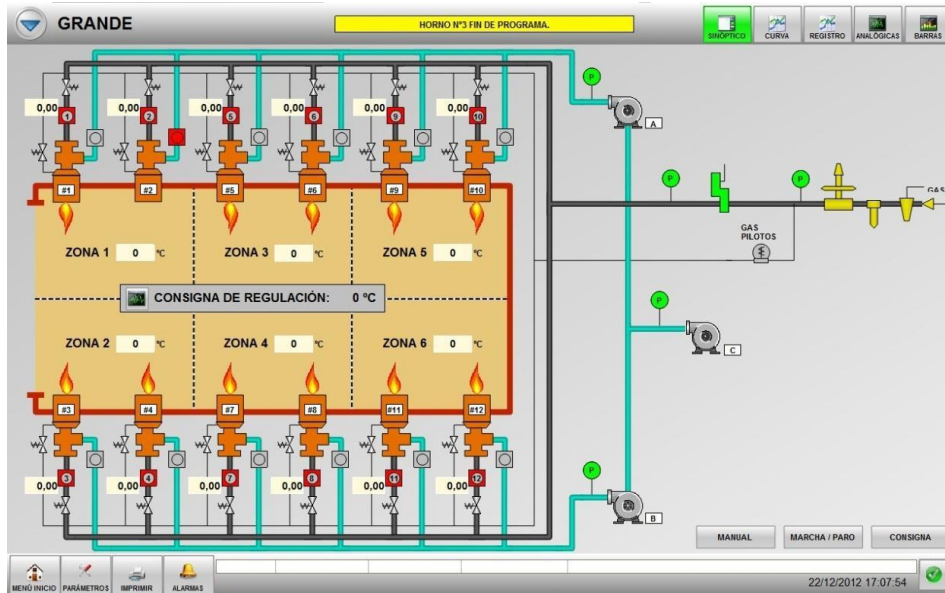 GRANDE
HORNO Nº3 FIN DE PROGRAMA.
SINÓPTICO
CURVA
REGISTRO
ANALÓGICAS
BARRAS
P
0,00 0,00 0,00 0,00 0,00 0,00
1 2 5 6 9 10
A
#1 #2 #5 #6 #9 #10
P P
GAS
GAS
PILOTOS
ZONA 1 0 ºC ZONA 3 0 ºC ZONA 5 0 ºC
CONSIGNA DE REGULACIÓN: 0 ºC
P
C
ZONA 2 0 ºC ZONA 4 0 ºC ZONA 6 0 ºC
#3 #4 #7 #8 #11 #12
P
3 4 7 8 11 12
0,00 0,00 0,00 0,00 0,00 0,00
B
MANUAL
MARCHA / PARO
CONSIGNA
MENÚ INICIO
PARÁMETROS
IMPRIMIR
ALARMAS
22/12/2012 17:07:54